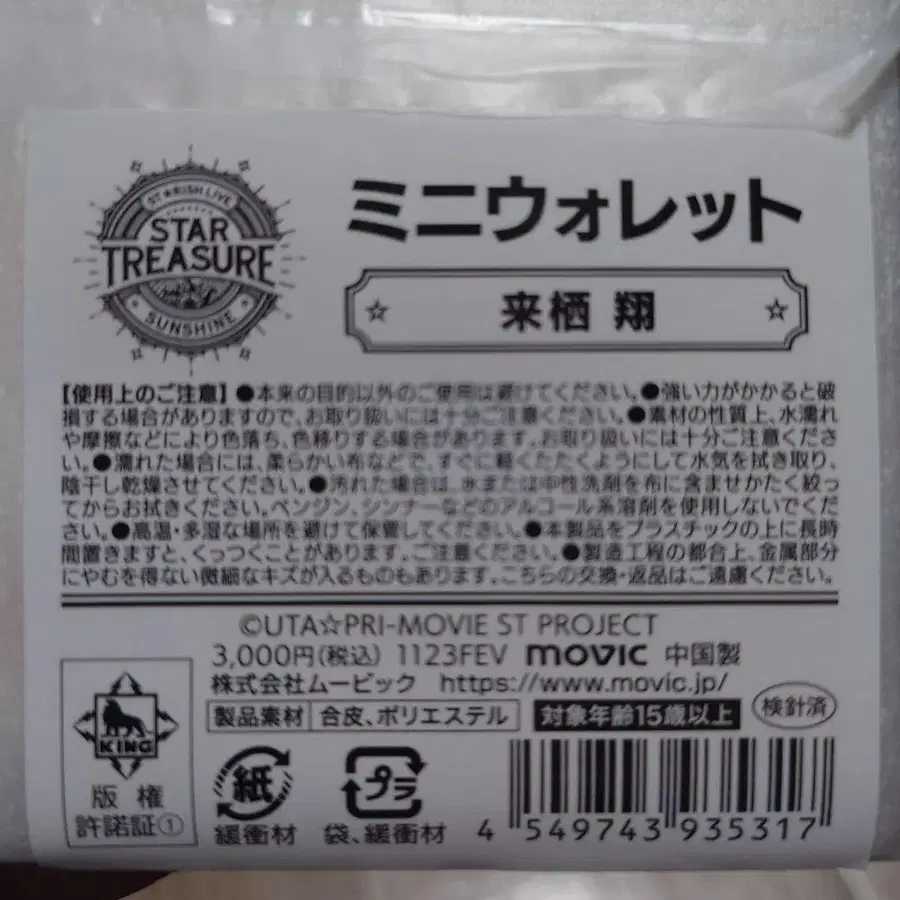 ST☆RISH LIVE
STAR
TREASURE
SUNSHINE
ミニウォレット
☆ 来栖 翔 ☆
【使用上のご注意】●本来の目的以外のご使用は避けてください。●強い力がかかると破
損する場合がありますので、お取り扱いには十分ご注意ください。●素材の性質上、水濡れ
や摩擦などにより色落ち、色移りする場合があります。お取り扱いには十分ご注意くださ
い。●濡れた場合には、柔らかい布などで、すぐに軽くたたくようにして水気を拭き取り、
陰干し乾燥させてください。●汚れた場合は、水または中性洗剤を布に含ませかたく絞っ
てからお拭きください。ベンジン、シンナーなどのアルコール系溶剤を使用しないでくだ
さい。●高温・多湿な場所を避けて保管してください。●本製品をプラスチックの上に長時
間置きますと、くっつくことがあります。ご注意ください。●製造工程の都合上、金属部分
にやむを得ない微細なキズが入るものもあります。こちらの交換・返品はご遠慮ください。
©UTA☆PRI-MOVIE ST PROJECT
3,000円(税込) 1123FEV movic 中国製
株式会社ムービック https://www.movic.jp/
製品素材 合皮、ポリエステル 対象年齢15歳以上 検針済
KING
版権
許諾証①
紙
緩衝材
プラ
袋、緩衝材
4 549743 935317